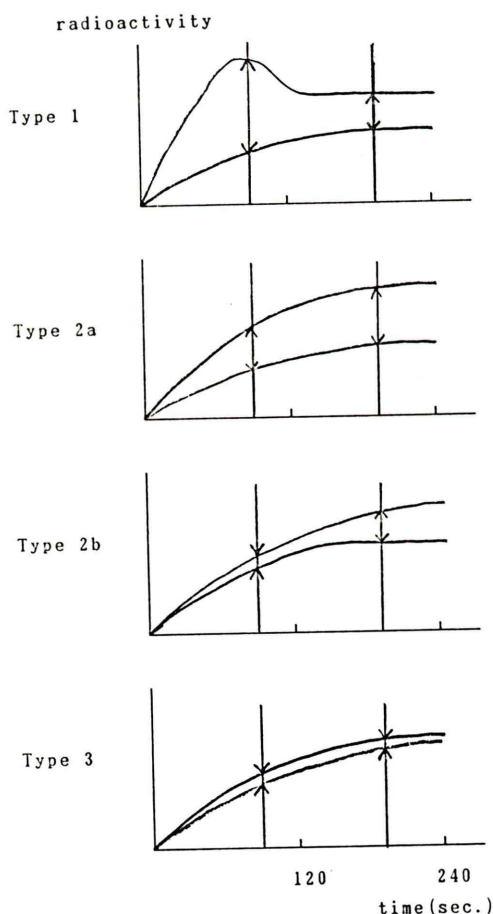 radioactivity
Type 1
Type 2a
Type 2b
Type 3
120 240
time(sec.)